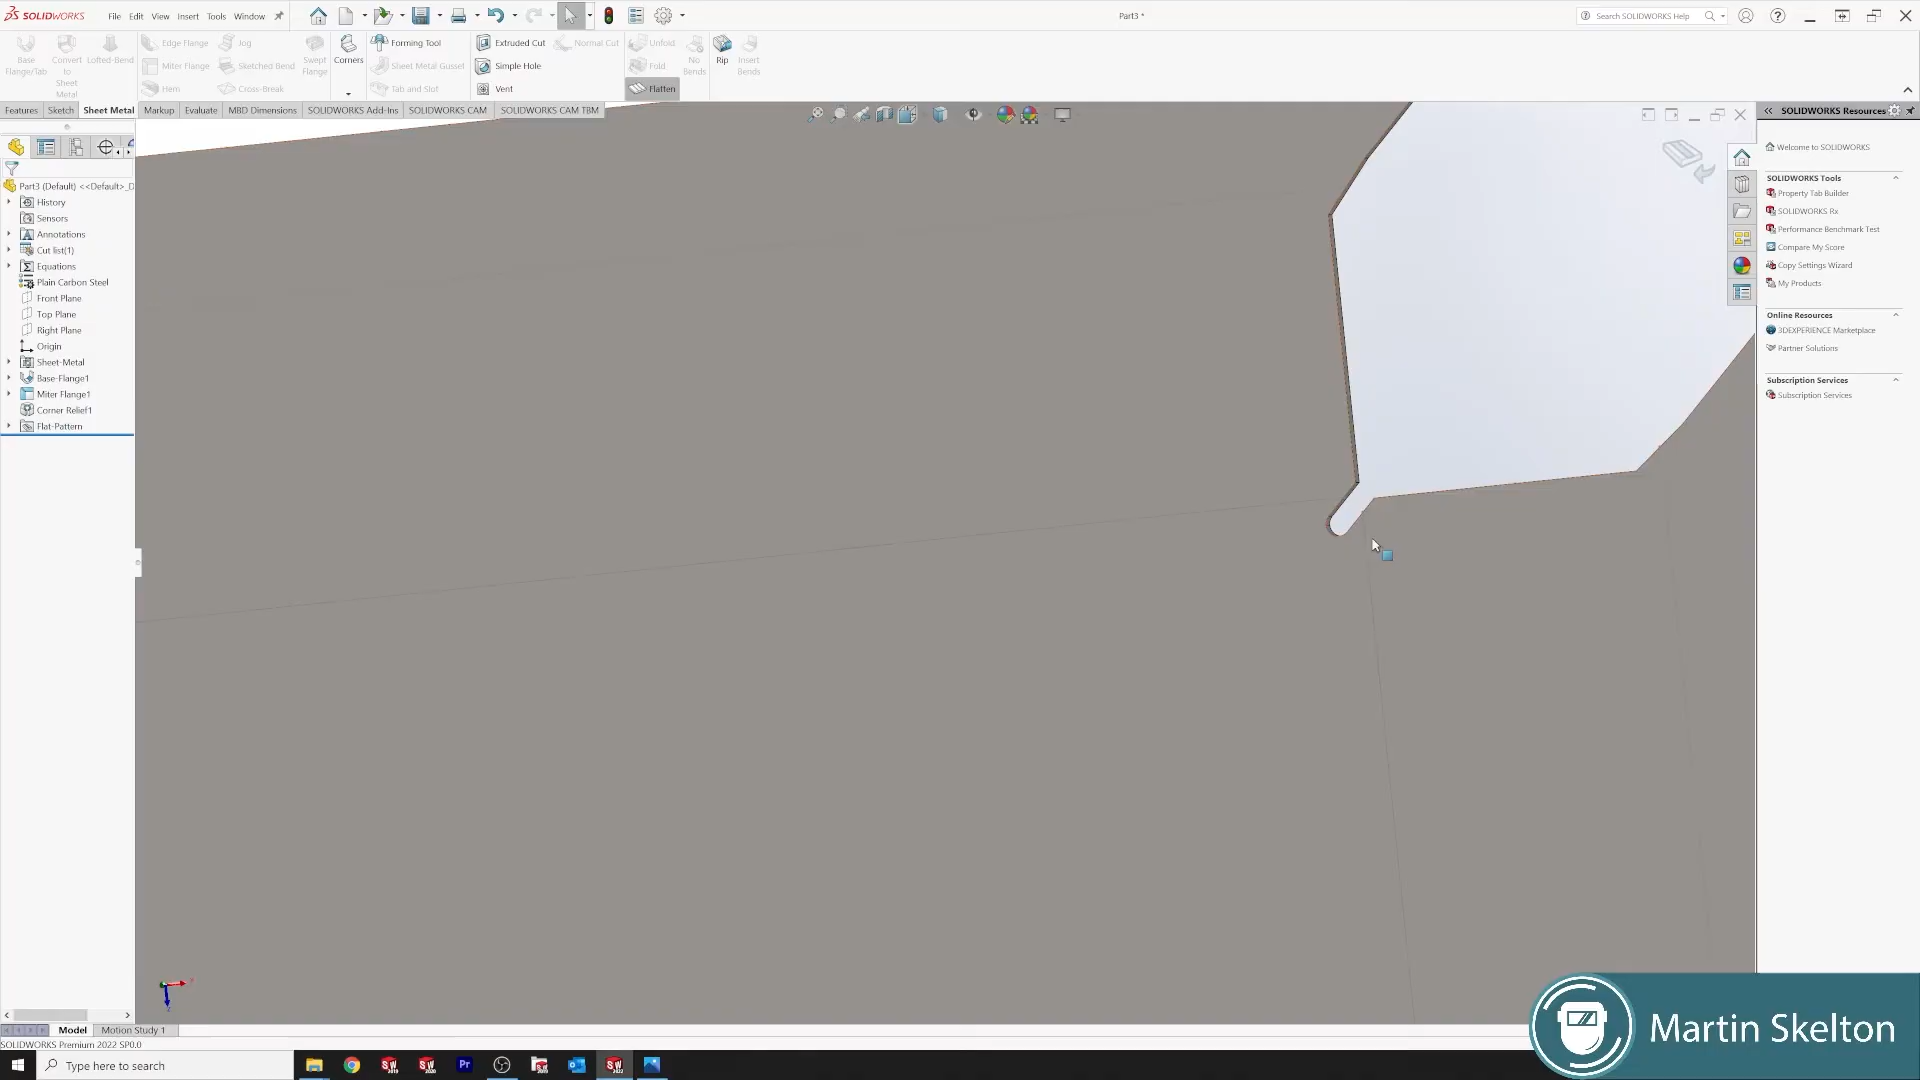 SOLIDWORKS
File Edit View Insert Tools Window
Part3 *
Search SOLIDWORKS Help
Base Flange/Tab
Convert to Sheet Metal
Lofted-Bend
Edge Flange
Miter Flange
Hem
Jog
Sketched Bend
Cross-Break
Swept Flange
Corners
Forming Tool
Sheet Metal Gusset
Tab and Slot
Extruded Cut
Simple Hole
Vent
Normal Cut
Unfold
Fold
Flatten
No Bends
Rip
Insert Bends
Features Sketch Sheet Metal Markup Evaluate MBD Dimensions SOLIDWORKS Add-Ins SOLIDWORKS CAM SOLIDWORKS CAM TBM
Part3 (Default) <<Default>_D
History
Sensors
Annotations
Cut list(1)
Equations
Plain Carbon Steel
Front Plane
Top Plane
Right Plane
Origin
Sheet-Metal
Base-Flange1
Miter Flange1
Corner Relief1
Flat-Pattern
SOLIDWORKS Resources
Welcome to SOLIDWORKS
SOLIDWORKS Tools
Property Tab Builder
SOLIDWORKS Rx
Performance Benchmark Test
Compare My Score
Copy Settings Wizard
My Products
Online Resources
3DEXPERIENCE Marketplace
Partner Solutions
Subscription Services
Subscription Services
Model Motion Study 1
SOLIDWORKS Premium 2022 SP0.0
Type here to search
Martin Skelton